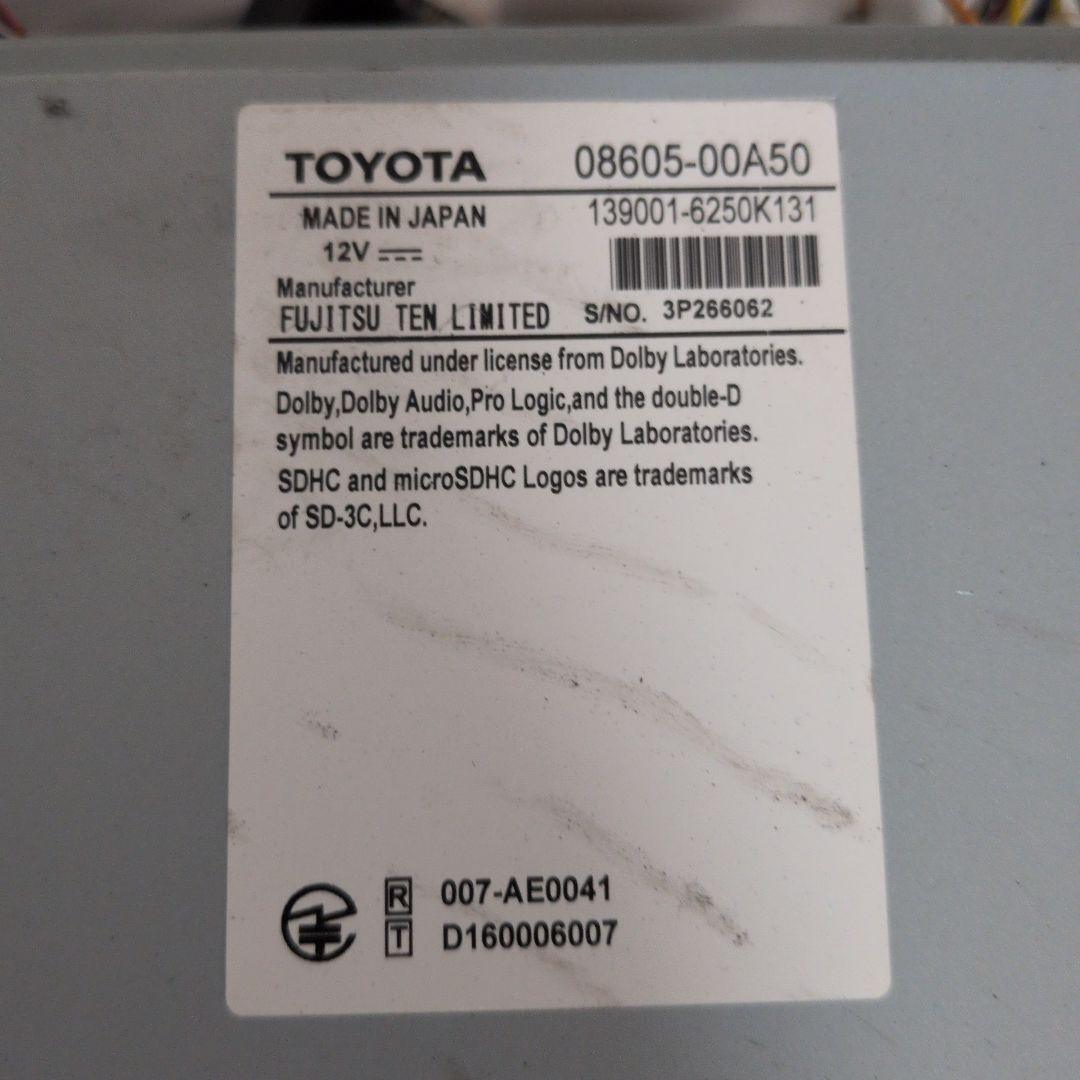 TOYOTA 08605-00A50
MADE IN JAPAN 139001-6250K131
12V
Manufacturer
FUJITSU TEN LIMITED S/NO. 3P266062
Manufactured under license from Dolby Laboratories.
Dolby,Dolby Audio,Pro Logic,and the double-D
symbol are trademarks of Dolby Laboratories.
SDHC and microSDHC Logos are trademarks
of SD-3C,LLC.
R 007-AE0041
T D160006007